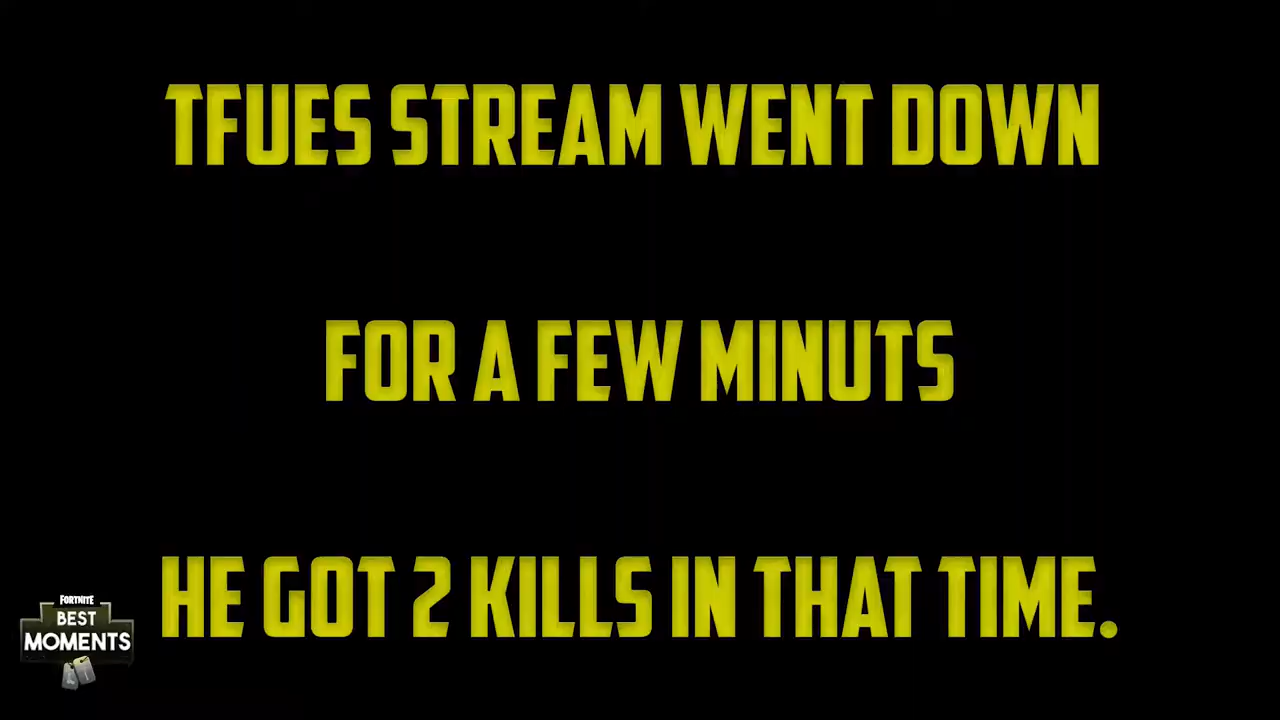 TFUES STREAM WENT DOWN
FOR A FEW MINUTS
HE GOT 2 KILLS IN THAT TIME.
FORTNITE
BEST
MOMENTS